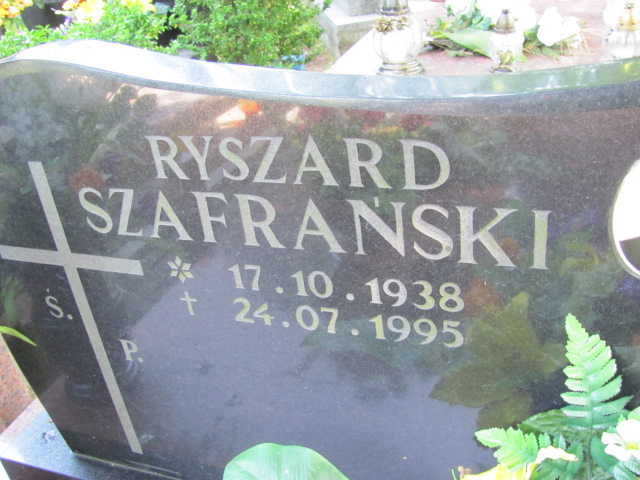 RYSZARD
SZAFRAŃSKI
* 17.10.1938
† 24.07.1995
Ś.
P.